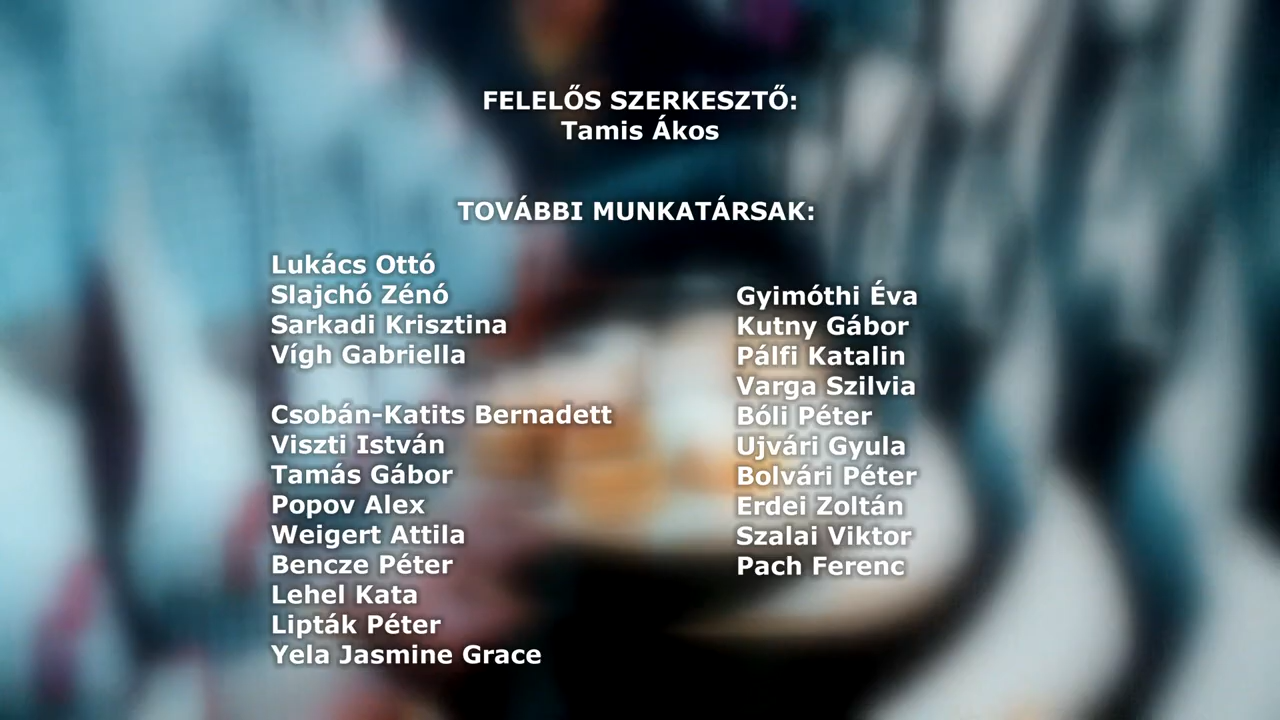 FELELŐS SZERKESZTŐ:
Tamis Ákos
TOVÁBBI MUNKATÁRSAK:
Lukács Ottó
Slajchó Zénó
Sarkadi Krisztina
Vígh Gabriella
Csobán-Katits Bernadett
Viszti István
Tamás Gábor
Popov Alex
Weigert Attila
Bencze Péter
Lehel Kata
Lipták Péter
Yela Jasmine Grace
Gyimóthi Éva
Kutny Gábor
Pálfi Katalin
Varga Szilvia
Bóli Péter
Ujvári Gyula
Bolvári Péter
Erdei Zoltán
Szalai Viktor
Pach Ferenc